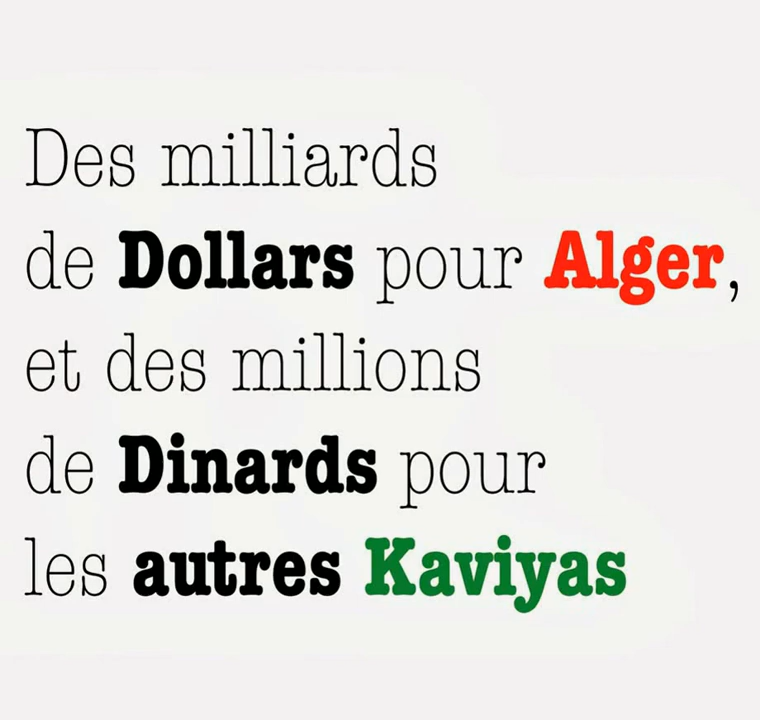 Des milliards
de Dollars pour Alger,
et des millions
de Dinards pour
les autres Kaviyas